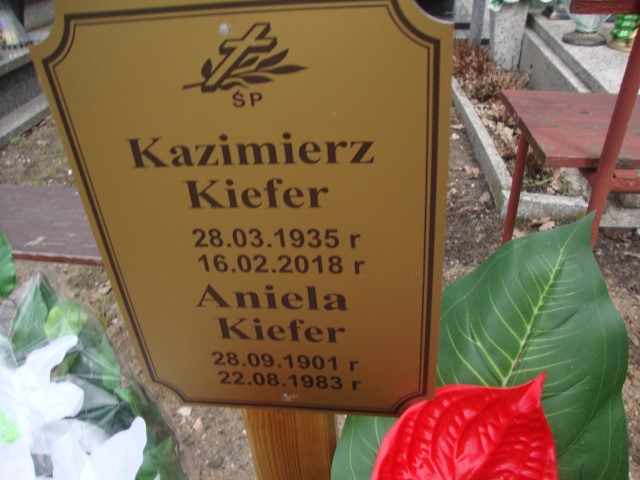 ŚP
Kazimierz
Kiefer
28.03.1935 r
16.02.2018 r
Aniela
Kiefer
28.09.1901 r
22.08.1983 r